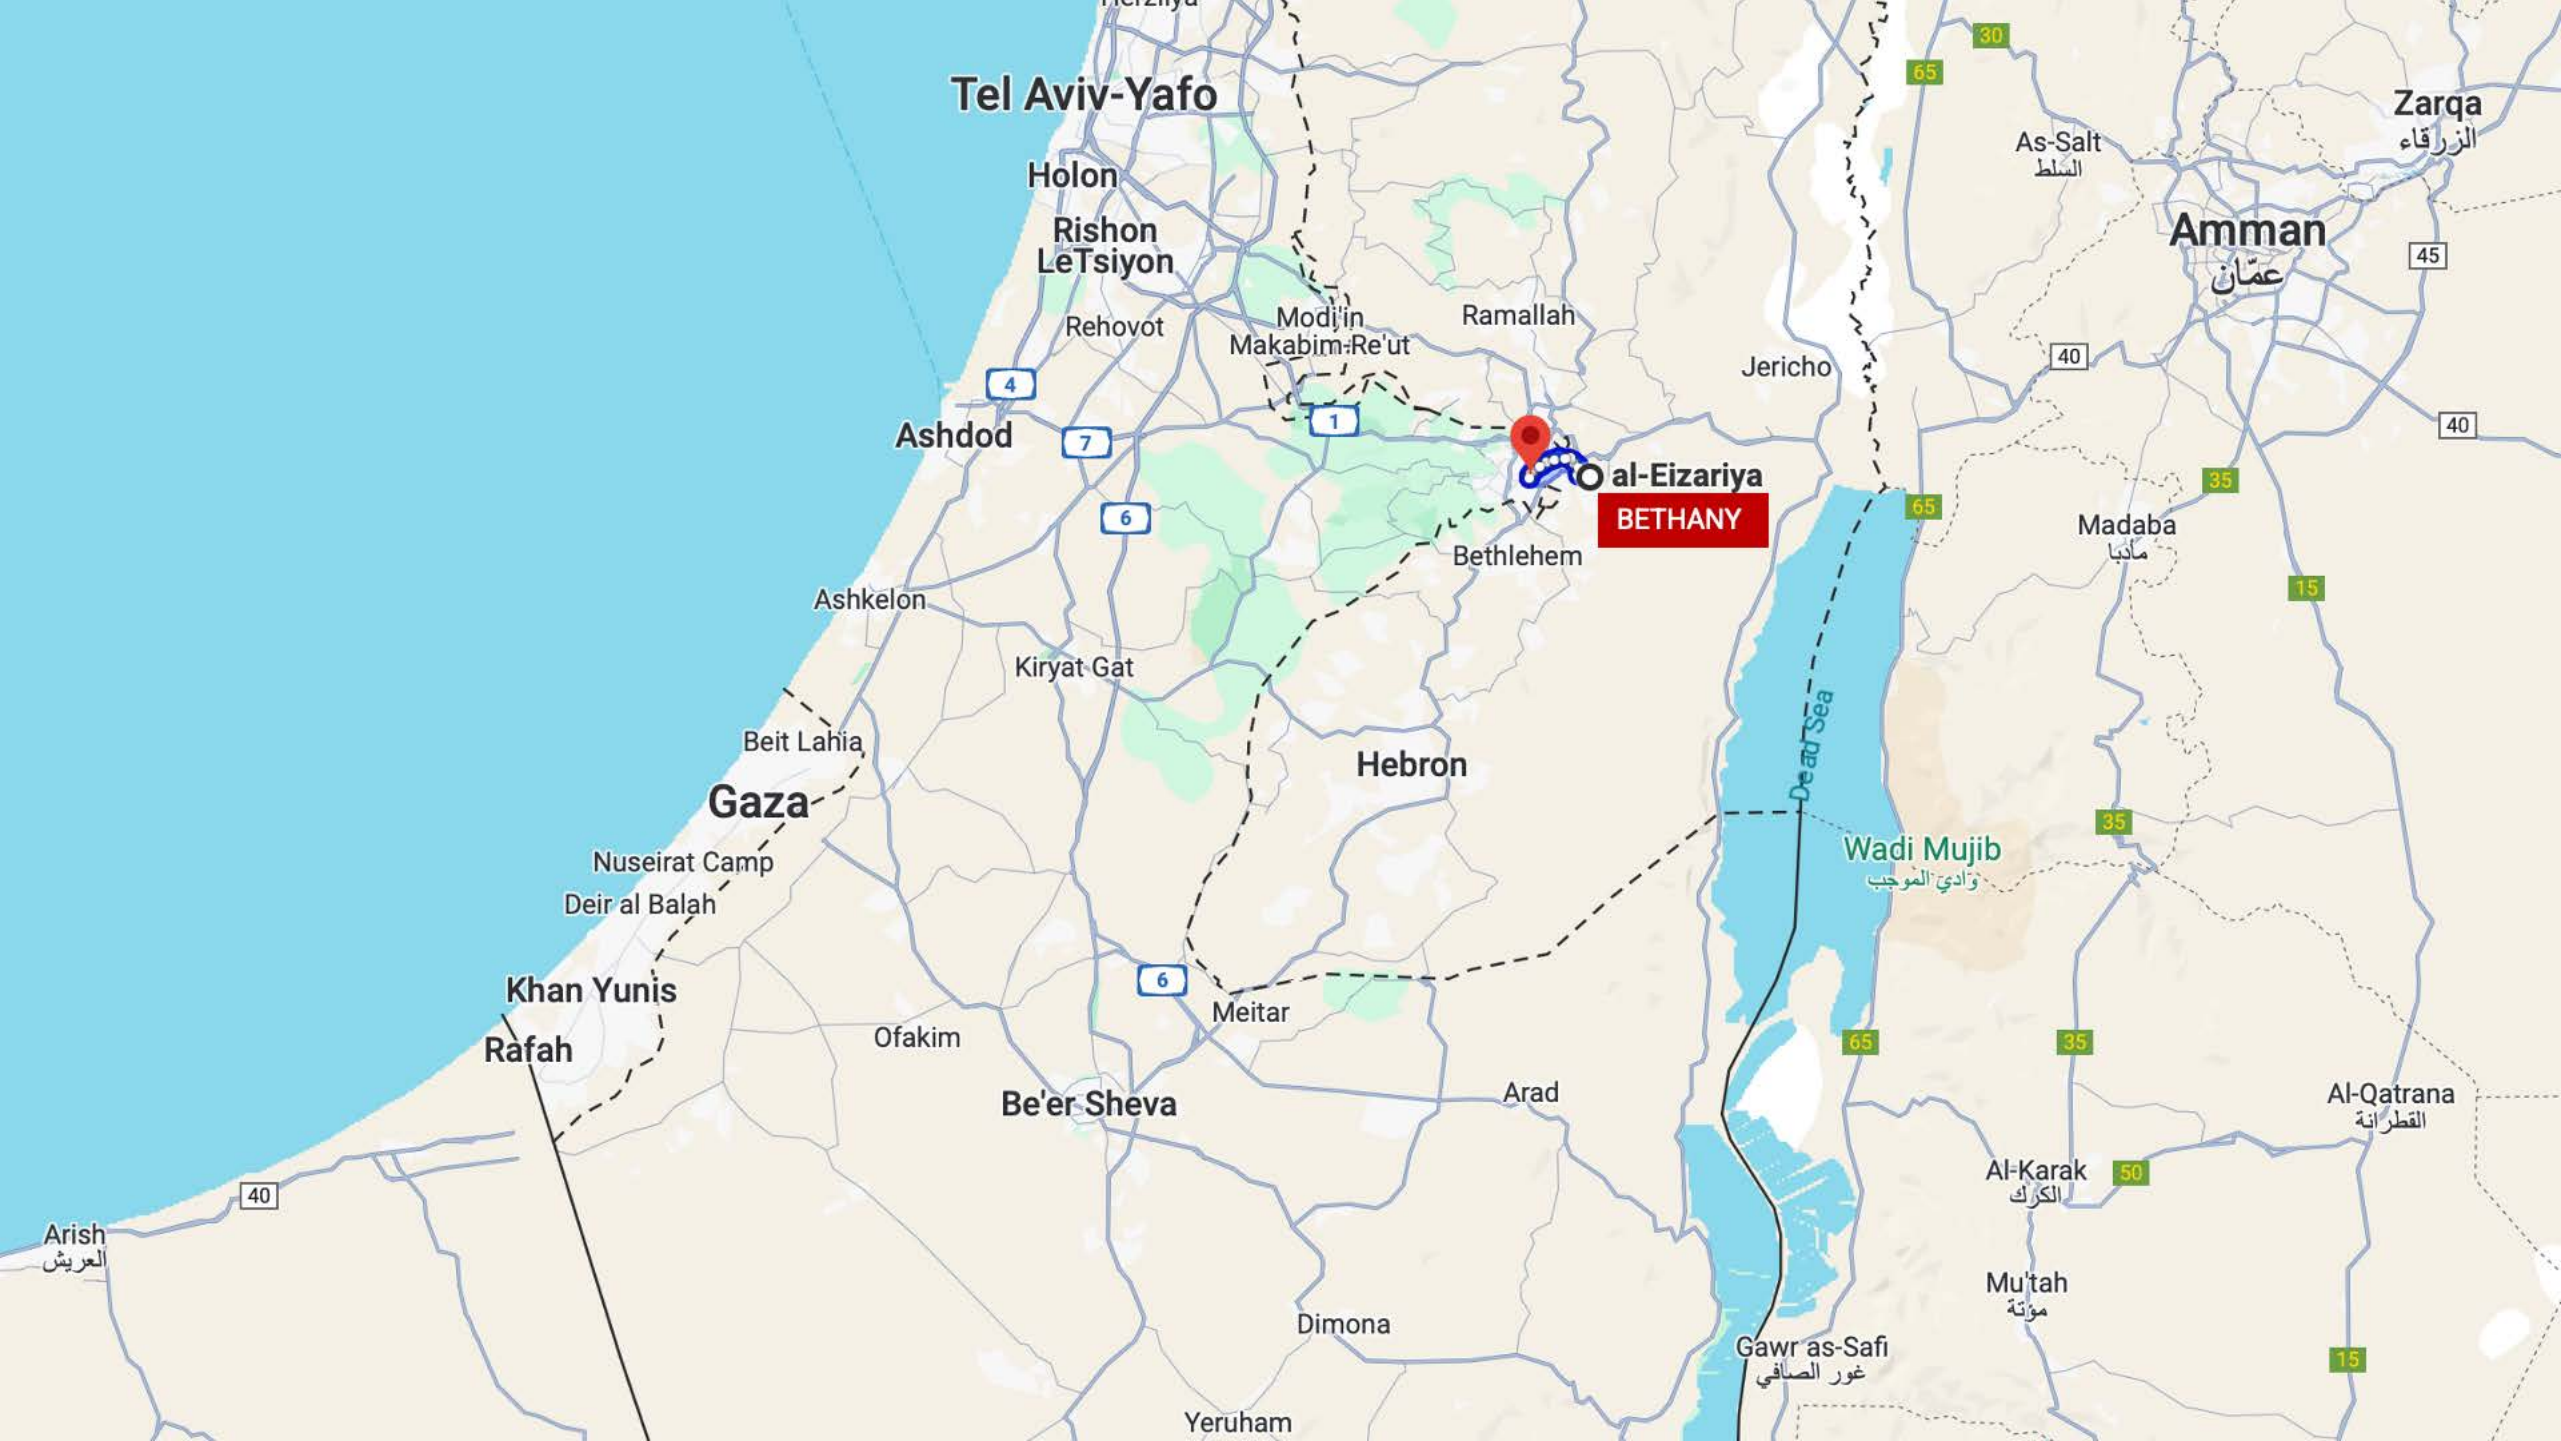 Herzliya
30
65
Tel Aviv-Yafo
Zarqa
الزرقاء
As-Salt
السلط
Holon
Rishon
LeTsiyon
Amman
عمّان
45
Modi'in
Makabim-Re'ut
Ramallah
Rehovot
40
Jericho
4
1
40
Ashdod
7
al-Eizariya
35
BETHANY
65
6
Madaba
مأدبا
Bethlehem
15
Ashkelon
Kiryat Gat
Dead Sea
Beit Lahia
Hebron
Gaza
35
Wadi Mujib
وادي الموجب
Nuseirat Camp
Deir al Balah
6
Khan Yunis
Meitar
Ofakim
Rafah
65
35
Be'er Sheva
Arad
Al-Qatrana
القطرانة
Al-Karak
الكرك
50
40
Arish
العريش
Mu'tah
مؤتة
Dimona
Gawr as-Safi
غور الصافي
15
Yeruham